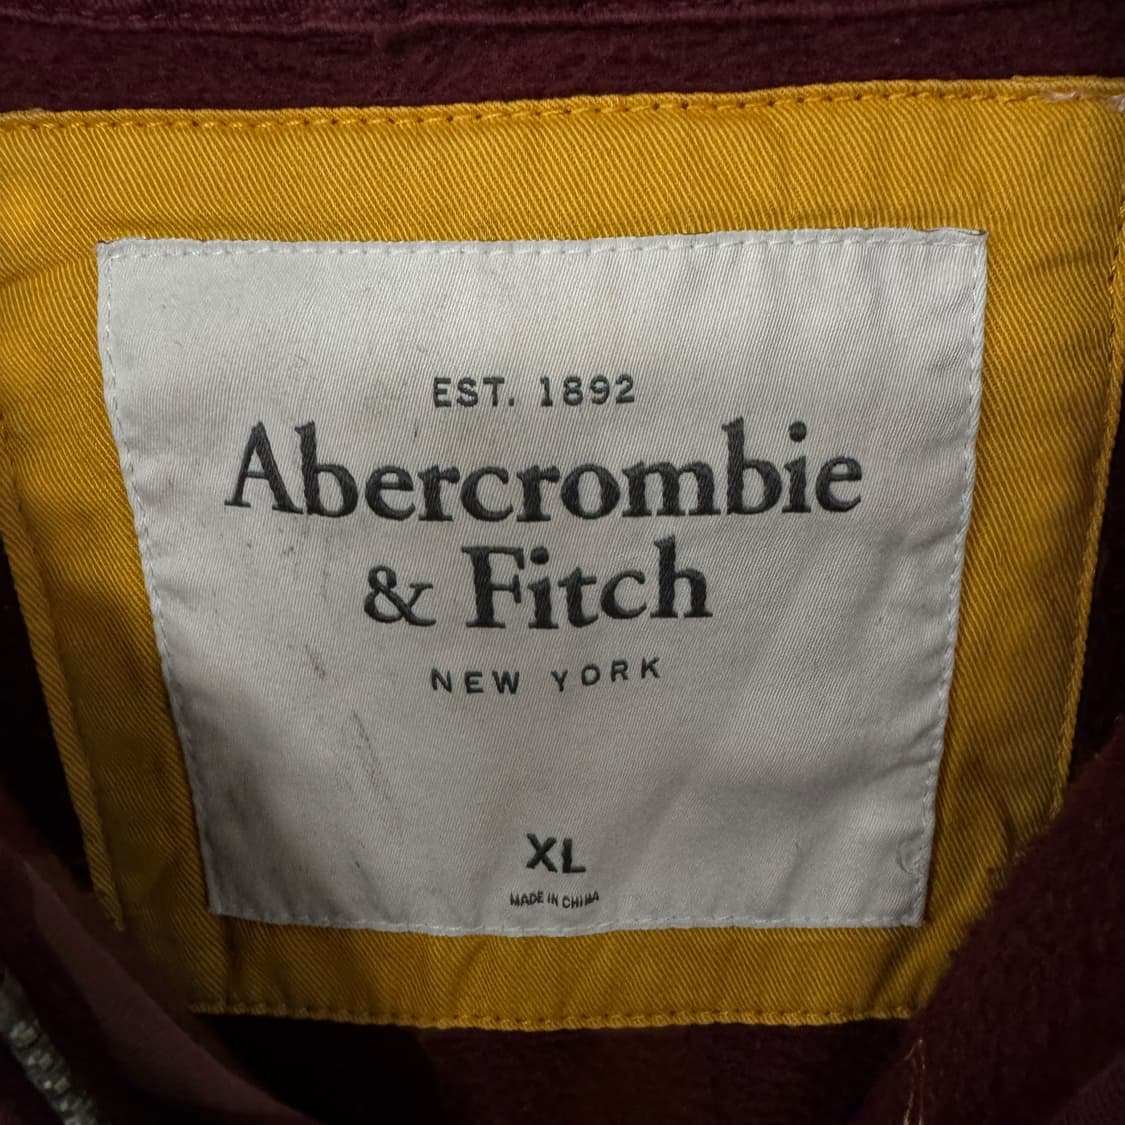 EST. 1892
Abercrombie
& Fitch
NEW YORK
XL
MADE IN CHINA